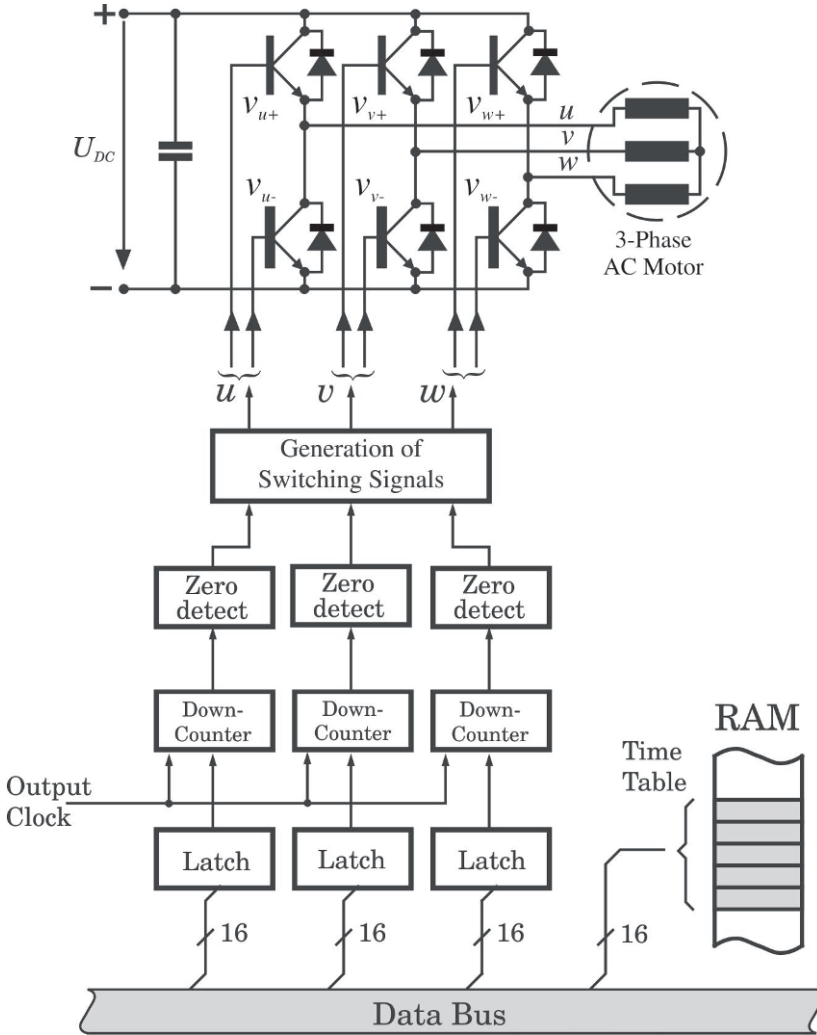 +
U_DC
−
v_u+
v_v+
v_w+
v_u-
v_v-
v_w-
u
v
w
3-Phase
AC Motor
u
v
w
Generation of
Switching Signals
Zero
detect
Zero
detect
Zero
detect
Down-
Counter
Down-
Counter
Down-
Counter
Output
Clock
Latch
Latch
Latch
RAM
Time
Table
16
16
16
16
Data Bus